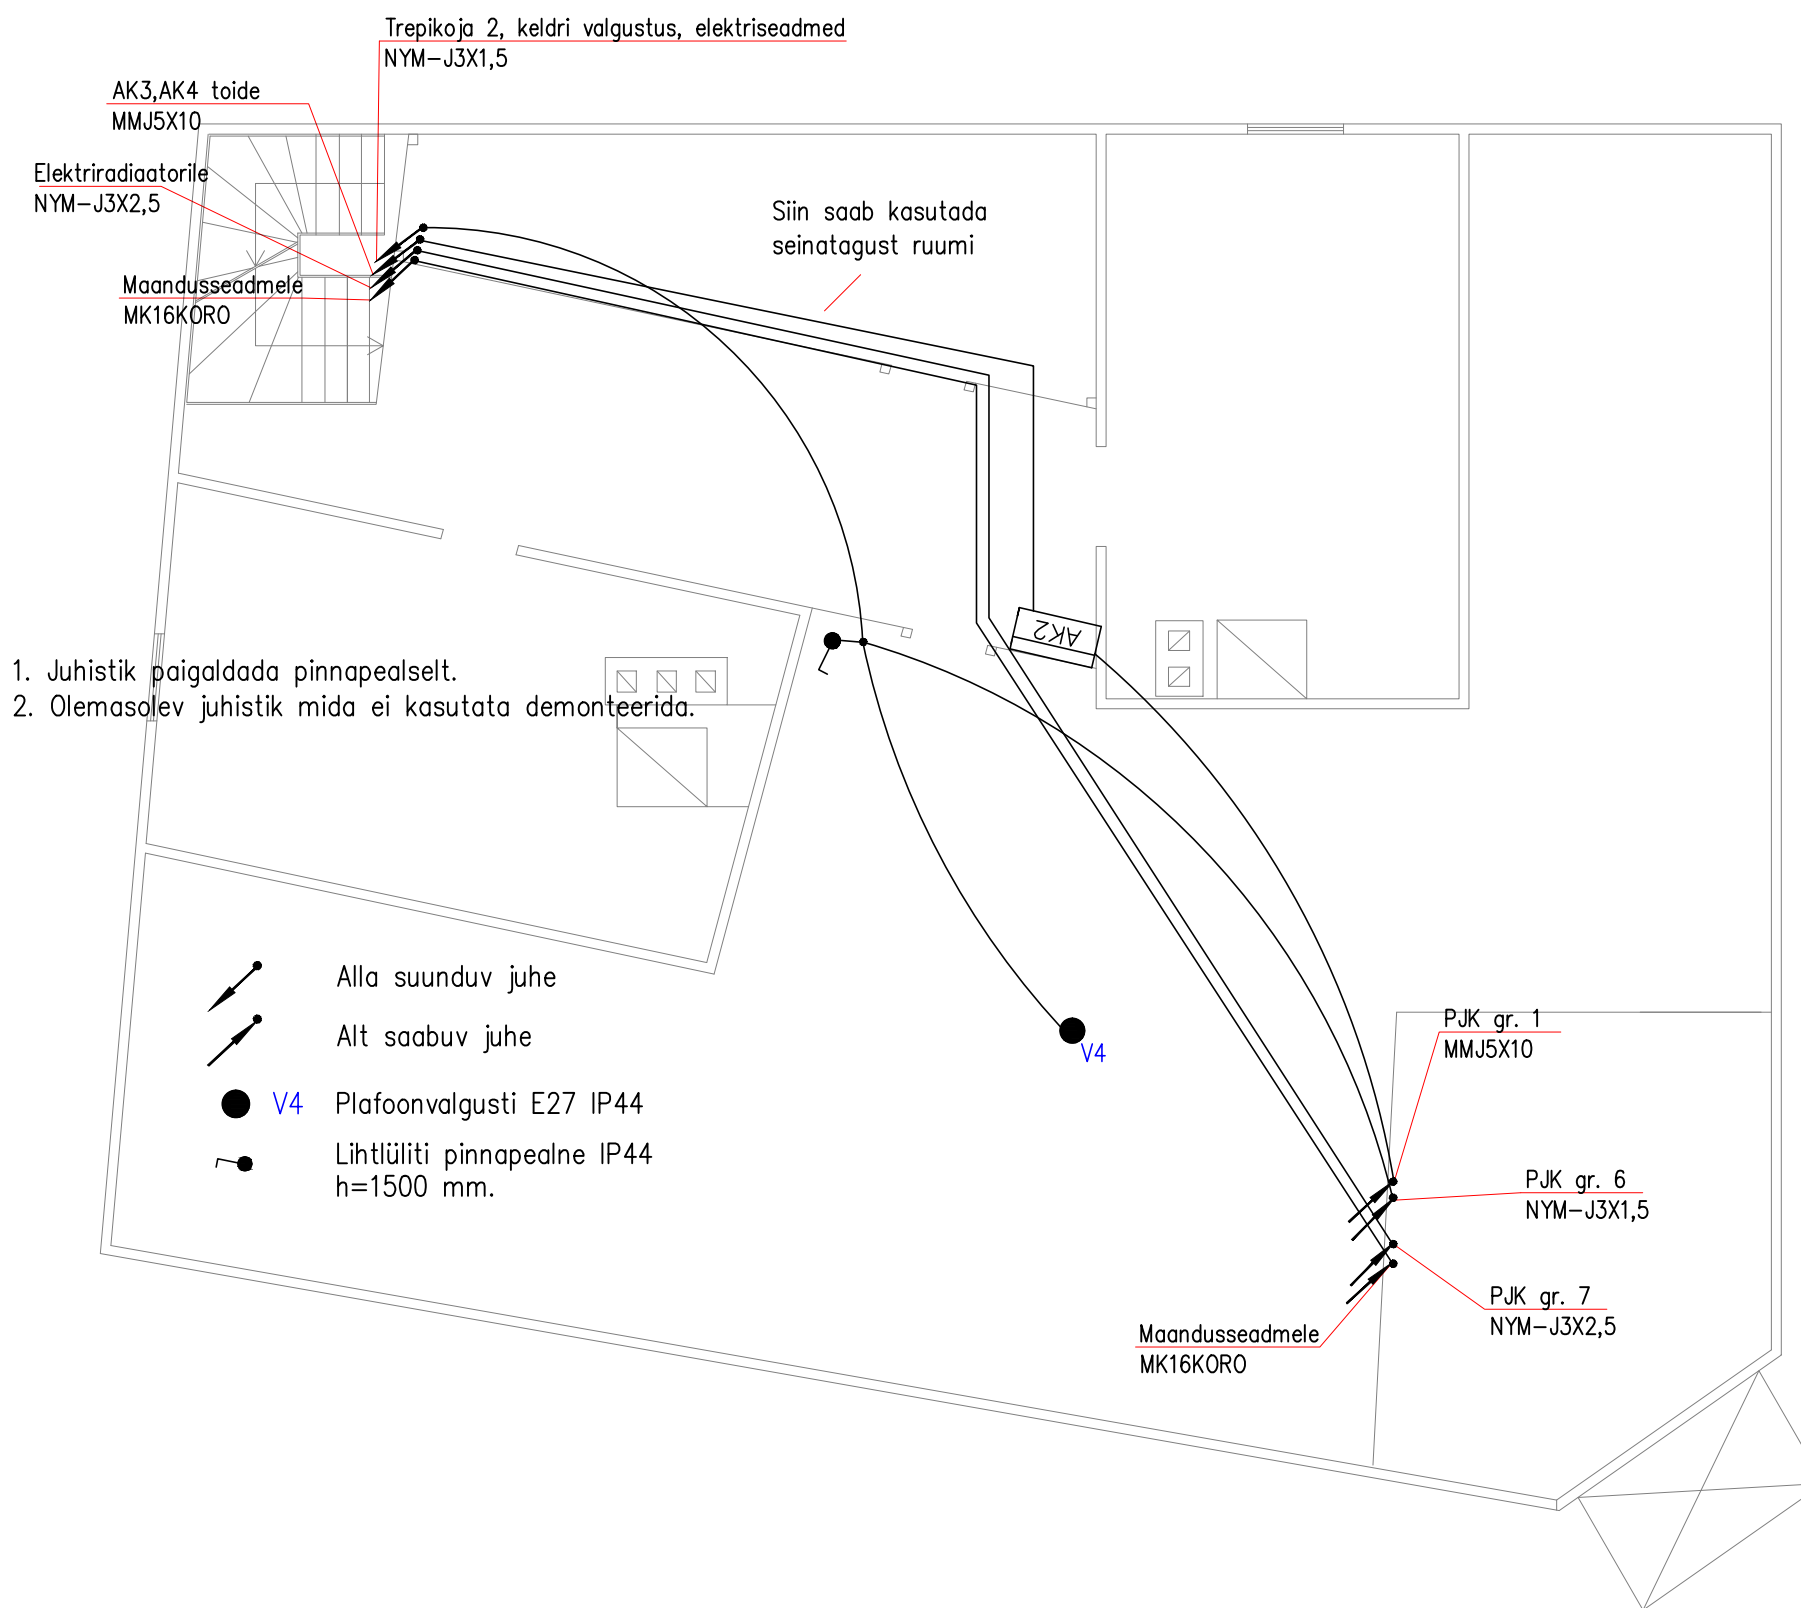 Trepikoja 2, keldri valgustus, elektriseadmed
NYM-J3X1,5
AK3,AK4 toide
MMJ5X10
Elektriradiaatorile
NYM-J3X2,5
Maandusseadmele
MK16KORO
Siin saab kasutada
seinatagust ruumi
AK2
1. Juhistik paigaldada pinnapealselt.
2. Olemasolev juhistik mida ei kasutata demonteerida.
Alla suunduv juhe
Alt saabuv juhe
V4 Plafoonvalgusti E27 IP44
Lihtlüliti pinnapealne IP44
h=1500 mm.
V4
PJK gr. 1
MMJ5X10
PJK gr. 6
NYM-J3X1,5
PJK gr. 7
NYM-J3X2,5
Maandusseadmele
MK16KORO